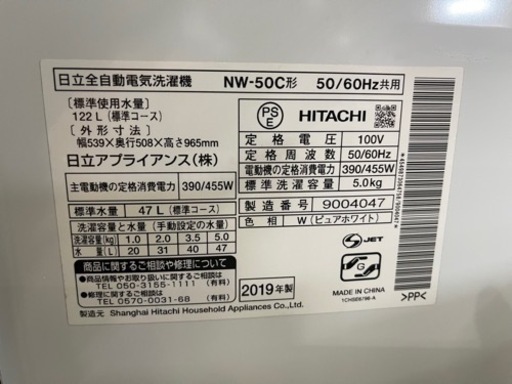 日立全自動電気洗濯機 NW-50C形 50/60Hz共用
〔標準使用水量〕
122 L（標準コース）
〔外形寸法〕
幅539×奥行508×高さ965mm
日立アプライアンス（株）
主電動機の定格消費電力 390/455W
標準水量 47 L（標準コース）
洗濯容量と水量（手動設定の水量）
洗濯容量(kg) 1.0 2.0 3.5 5.0
水量(L) 20 31 40 47
商品に関するご相談や修理について
●商品情報やお取り扱いに関するご相談
TEL 050-3155-1111（有料）
●修理に関するご相談
TEL 0570-0031-68（有料）
製造元 Shanghai Hitachi Household Appliances Co.,Ltd.
PS
E
HITACHI
定格電圧 100V
定格周波数 50/60Hz
電動機の定格消費電力 390/455W
標準洗濯容量 5.0kg
製造番号 9004047
色相 W（ピュアホワイト）
S JET
G
2019年製
MADE IN CHINA
>PP<